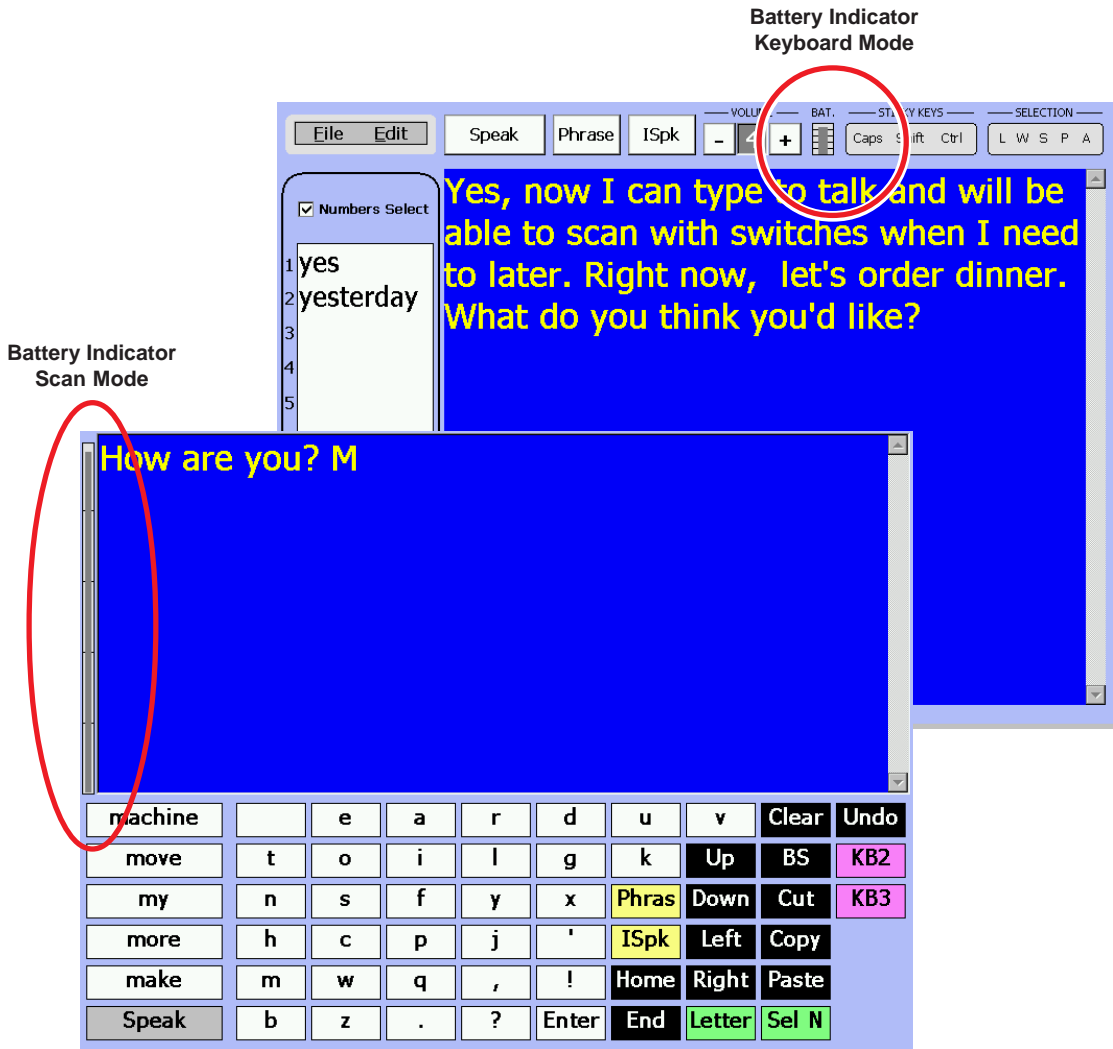 Battery Indicator
Keyboard Mode
VOLUME BAT. STICKY KEYS SELECTION
File Edit Speak Phrase ISpk - 4 + Caps Shift Ctrl L W S P A
Numbers Select
Yes, now I can type to talk and will be
able to scan with switches when I need
to later. Right now, let's order dinner.
What do you think you'd like?
1 yes
2 yesterday
3
4
5
Battery Indicator
Scan Mode
How are you? M
machine e a r d u v Clear Undo
move t o i l g k Up BS KB2
my n s f y x Phras Down Cut KB3
more h c p j ' ISpk Left Copy
make m w q , ! Home Right Paste
Speak b z . ? Enter End Letter Sel N